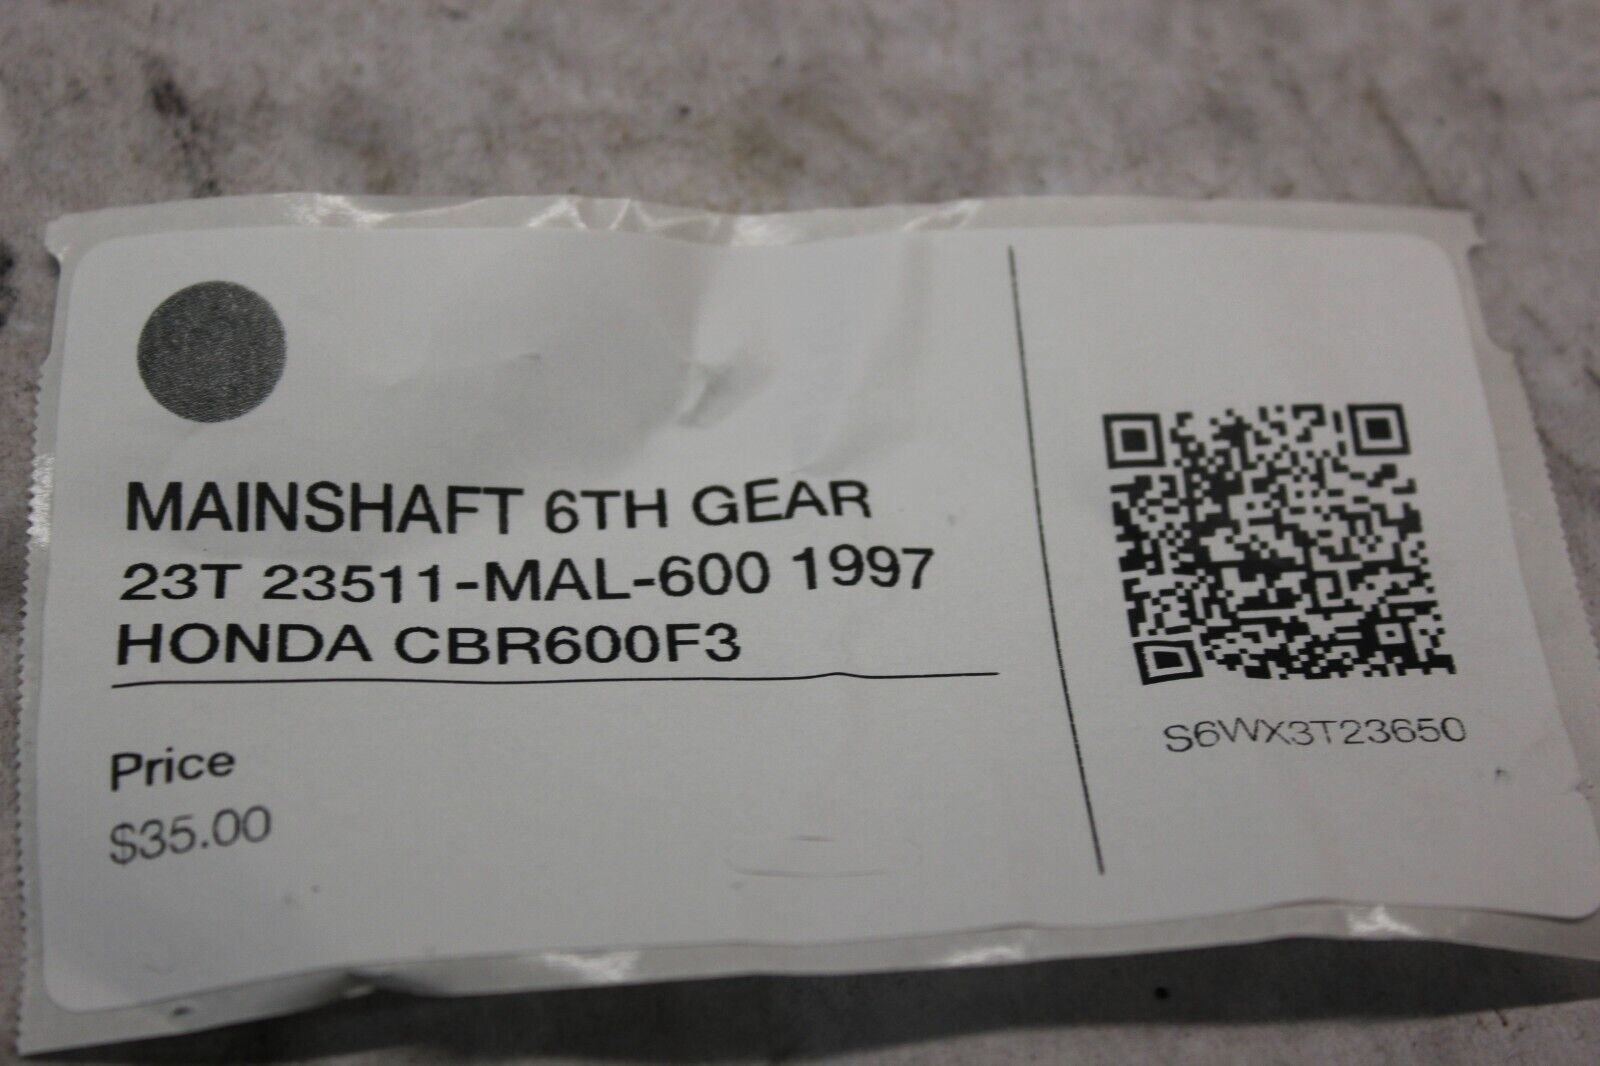 MAINSHAFT 6TH GEAR
23T 23511-MAL-600 1997
HONDA CBR600F3
Price
$35.00
S6WX3T23650